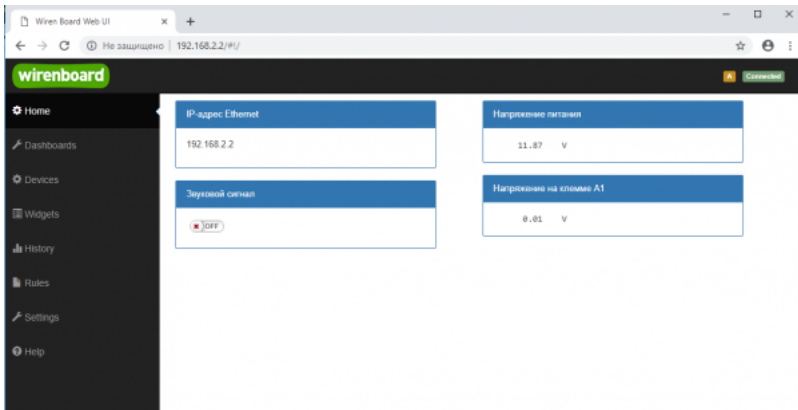 Wiren Board Web UI
Не защищено | 192.168.2.2/#!/
wirenboard
A Connected
Home
Dashboards
Devices
Widgets
History
Rules
Settings
Help
IP-адрес Ethernet
192.168.2.2
Звуковой сигнал
OFF
Напряжение питания
11.87 V
Напряжение на клемме A1
0.01 V